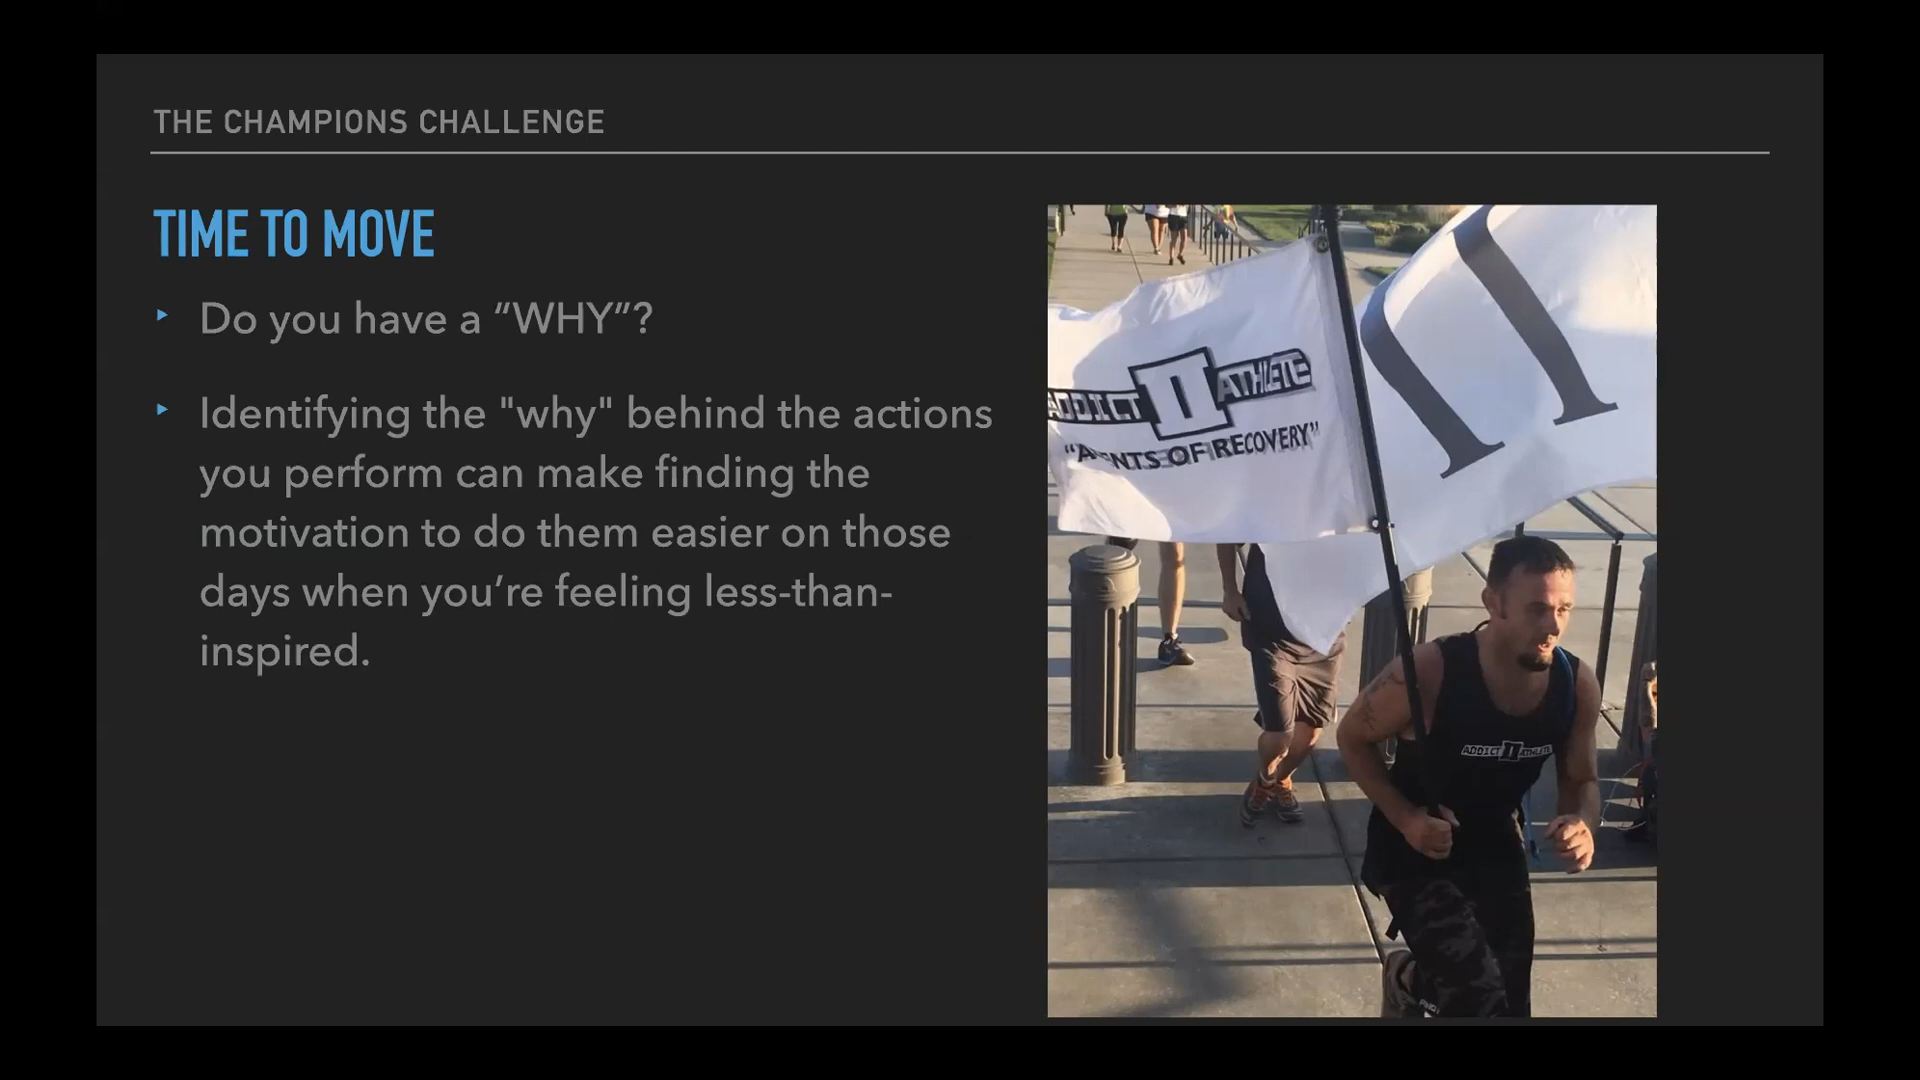 THE CHAMPIONS CHALLENGE
TIME TO MOVE
‣ Do you have a “WHY”?
‣ Identifying the "why" behind the actions
you perform can make finding the
motivation to do them easier on those
days when you’re feeling less-than-
inspired.
ADDICT II ATHLETE
OF RECOVERY”
ADDICT II ATHLETE